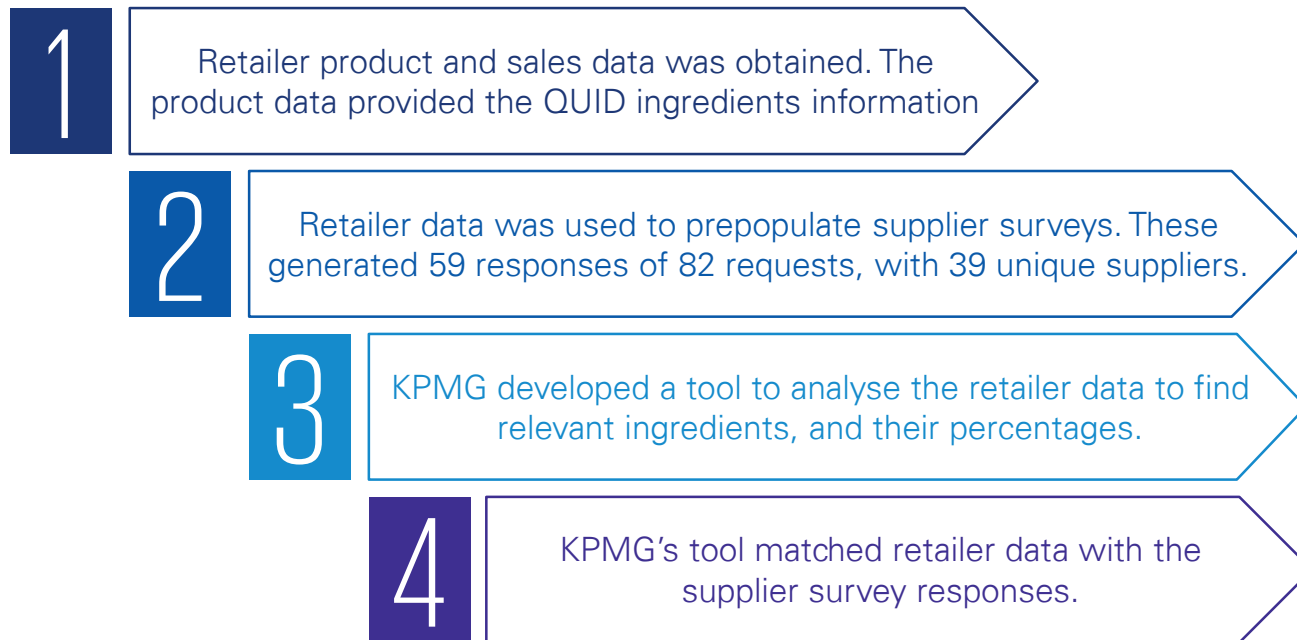 1
Retailer product and sales data was obtained. The
product data provided the QUID ingredients information
2
Retailer data was used to prepopulate supplier surveys. These
generated 59 responses of 82 requests, with 39 unique suppliers.
3
KPMG developed a tool to analyse the retailer data to find
relevant ingredients, and their percentages.
4
KPMG’s tool matched retailer data with the
supplier survey responses.